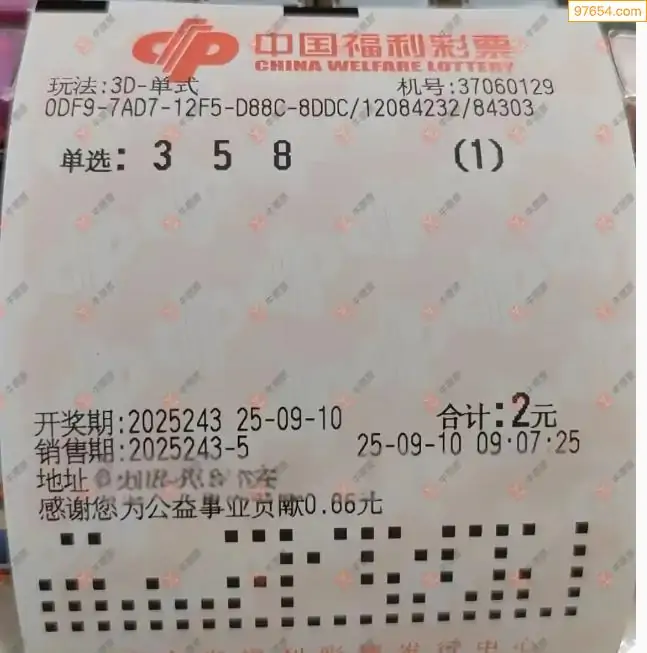 97654.com
中国福利彩票
CHINA WELFARE LOTTERY
玩法:3D-单式 机号:37060129
0DF9-7AD7-12F5-D88C-8DDC/12084232/84303
单选: 3 5 8 (1)
开奖期:2025243 25-09-10 合计:2元
销售期:2025243-5 25-09-10 09:07:25
地址
感谢您为公益事业贡献0.66元